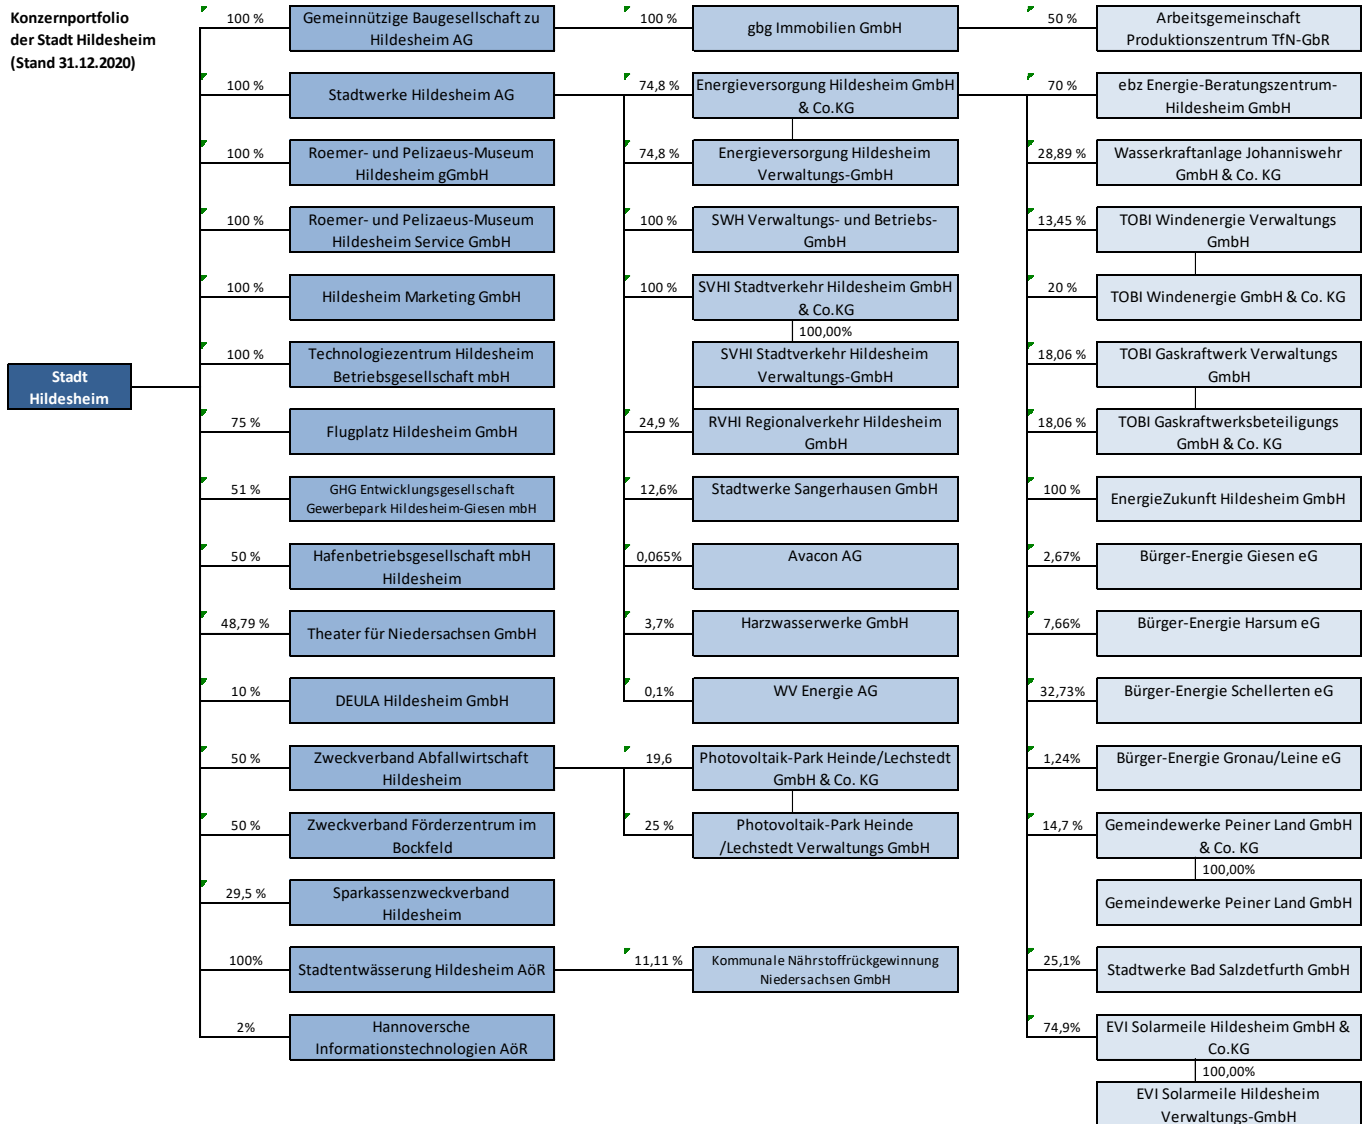 Konzernportfolio
der Stadt Hildesheim
(Stand 31.12.2020)
Stadt
Hildesheim
100 %
Gemeinnützige Baugesellschaft zu
Hildesheim AG
100 %
gbg Immobilien GmbH
50 %
Arbeitsgemeinschaft
Produktionszentrum TfN-GbR
100 %
Stadtwerke Hildesheim AG
74,8 %
Energieversorgung Hildesheim GmbH
& Co.KG
70 %
ebz Energie-Beratungszentrum-
Hildesheim GmbH
100 %
Roemer- und Pelizaeus-Museum
Hildesheim gGmbH
74,8 %
Energieversorgung Hildesheim
Verwaltungs-GmbH
28,89 %
Wasserkraftanlage Johanniswehr
GmbH & Co. KG
100 %
Roemer- und Pelizaeus-Museum
Hildesheim Service GmbH
100 %
SWH Verwaltungs- und Betriebs-
GmbH
13,45 %
TOBI Windenergie Verwaltungs
GmbH
100 %
Hildesheim Marketing GmbH
100 %
SVHI Stadtverkehr Hildesheim GmbH
& Co.KG
20 %
TOBI Windenergie GmbH & Co. KG
100 %
Technologiezentrum Hildesheim
Betriebsgesellschaft mbH
100,00%
SVHI Stadtverkehr Hildesheim
Verwaltungs-GmbH
18,06 %
TOBI Gaskraftwerk Verwaltungs
GmbH
75 %
Flugplatz Hildesheim GmbH
24,9 %
RVHI Regionalverkehr Hildesheim
GmbH
18,06 %
TOBI Gaskraftwerksbeteiligungs
GmbH & Co. KG
51 %
GHG Entwicklungsgesellschaft
Gewerbepark Hildesheim-Giesen mbH
12,6%
Stadtwerke Sangerhausen GmbH
100 %
EnergieZukunft Hildesheim GmbH
50 %
Hafenbetriebsgesellschaft mbH
Hildesheim
0,065%
Avacon AG
2,67%
Bürger-Energie Giesen eG
48,79 %
Theater für Niedersachsen GmbH
3,7%
Harzwasserwerke GmbH
7,66%
Bürger-Energie Harsum eG
10 %
DEULA Hildesheim GmbH
0,1%
WV Energie AG
32,73%
Bürger-Energie Schellerten eG
50 %
Zweckverband Abfallwirtschaft
Hildesheim
19,6
Photovoltaik-Park Heinde/Lechstedt
GmbH & Co. KG
1,24%
Bürger-Energie Gronau/Leine eG
50 %
Zweckverband Förderzentrum im
Bockfeld
25 %
Photovoltaik-Park Heinde
/Lechstedt Verwaltungs GmbH
14,7 %
Gemeindewerke Peiner Land GmbH
& Co. KG
29,5 %
Sparkassenzweckverband
Hildesheim
100,00%
Gemeindewerke Peiner Land GmbH
100%
Stadtentwässerung Hildesheim AöR
11,11 %
Kommunale Nährstoffrückgewinnung
Niedersachsen GmbH
25,1%
Stadtwerke Bad Salzdetfurth GmbH
2%
Hannoversche
Informationstechnologien AöR
74,9%
EVI Solarmeile Hildesheim GmbH &
Co.KG
100,00%
EVI Solarmeile Hildesheim
Verwaltungs-GmbH